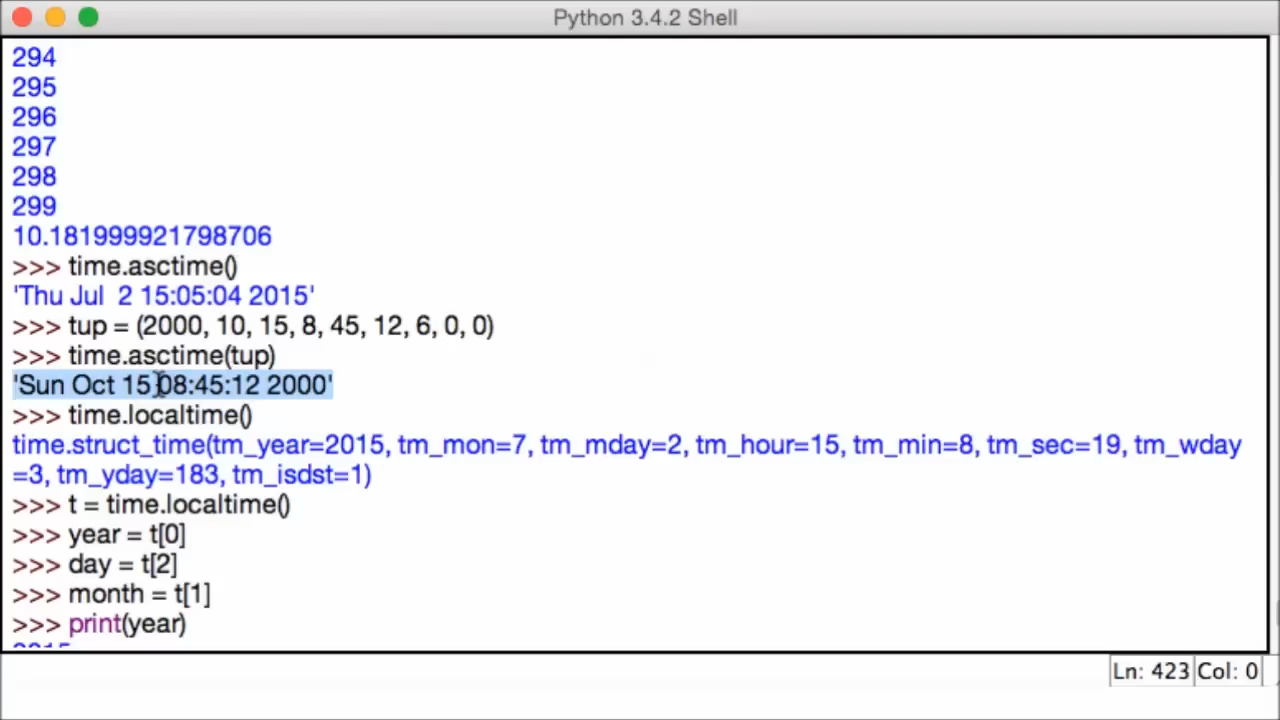 Python 3.4.2 Shell
294
295
296
297
298
299
10.181999921798706
>>> time.asctime()
'Thu Jul  2 15:05:04 2015'
>>> tup = (2000, 10, 15, 8, 45, 12, 6, 0, 0)
>>> time.asctime(tup)
'Sun Oct 15 08:45:12 2000'
>>> time.localtime()
time.struct_time(tm_year=2015, tm_mon=7, tm_mday=2, tm_hour=15, tm_min=8, tm_sec=19, tm_wday
=3, tm_yday=183, tm_isdst=1)
>>> t = time.localtime()
>>> year = t[0]
>>> day = t[2]
>>> month = t[1]
>>> print(year)
2015
Ln: 423 Col: 0